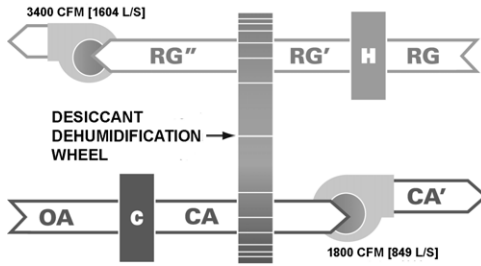 3400 CFM [1604 L/S]
RG″ RG′ H RG
DESICCANT
DEHUMIDIFICATION
WHEEL
OA C CA CA′
1800 CFM [849 L/S]